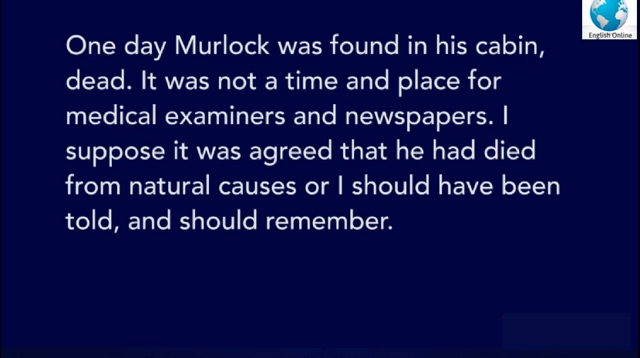 English Online
One day Murlock was found in his cabin,
dead. It was not a time and place for
medical examiners and newspapers. I
suppose it was agreed that he had died
from natural causes or I should have been
told, and should remember.